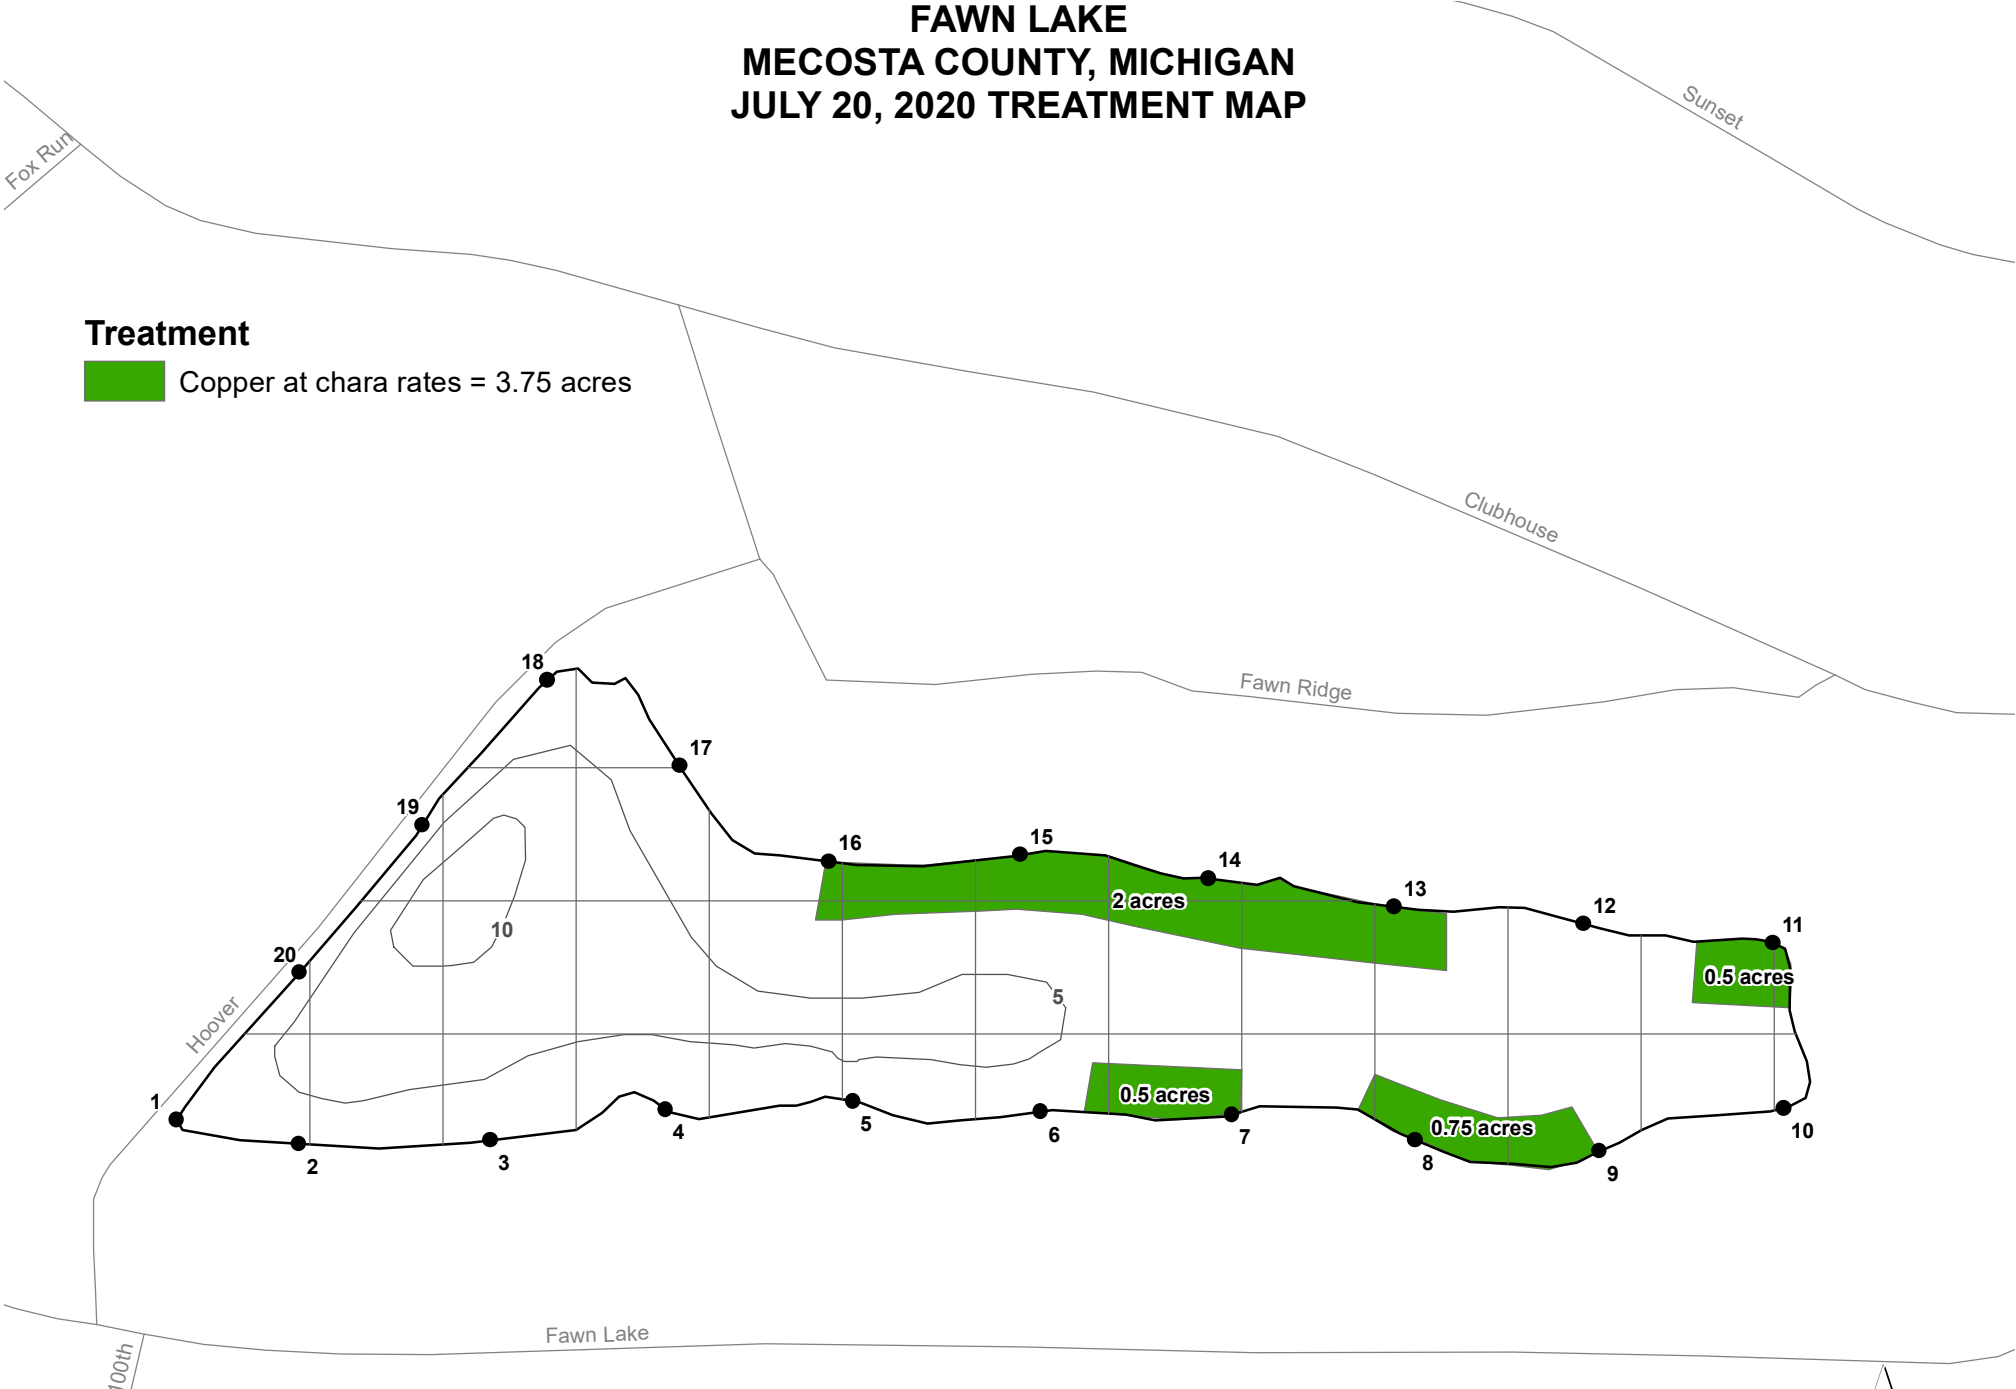 FAWN LAKE
MECOSTA COUNTY, MICHIGAN
JULY 20, 2020 TREATMENT MAP
Sunset
Fox Run
Treatment
Copper at chara rates = 3.75 acres
Clubhouse
Fawn Ridge
18
17
19
16
15
14
13
2 acres
12
11
10
20
0.5 acres
5
Hoover
1
0.5 acres
0.75 acres
2
3
4
5
6
7
8
9
10
Fawn Lake
100th